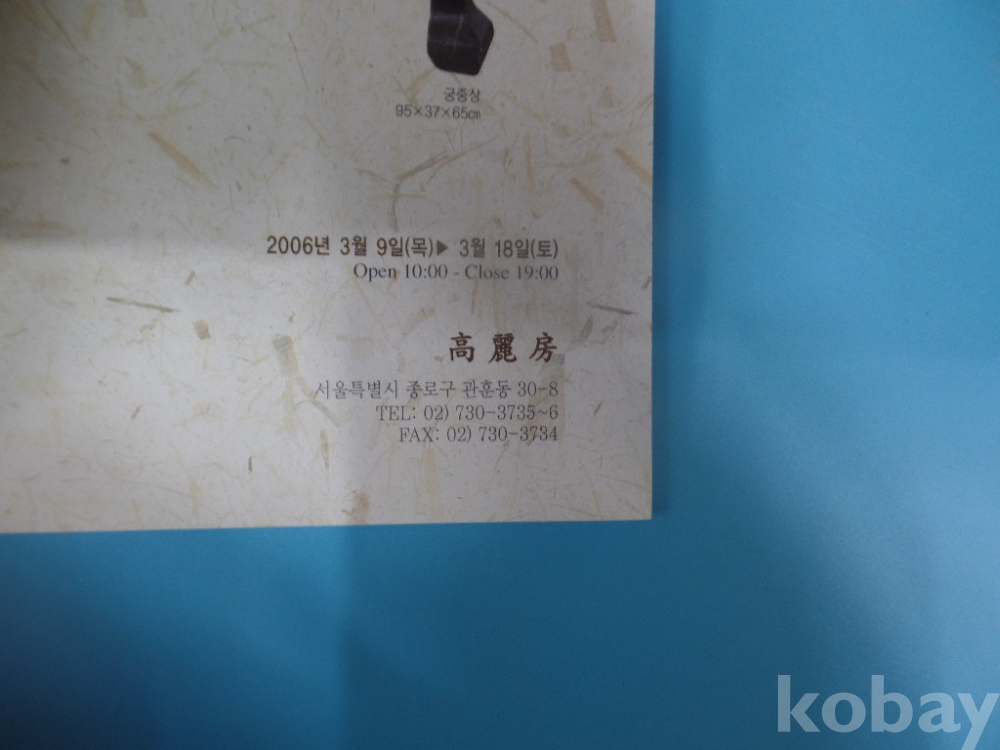 궁중상
95×37×65㎝
2006년 3월 9일(목)▶ 3월 18일(토)
Open 10:00 - Close 19:00
高麗房
서울특별시 종로구 관훈동 30-8
TEL: 02) 730-3735~6
FAX: 02) 730-3734
kobay